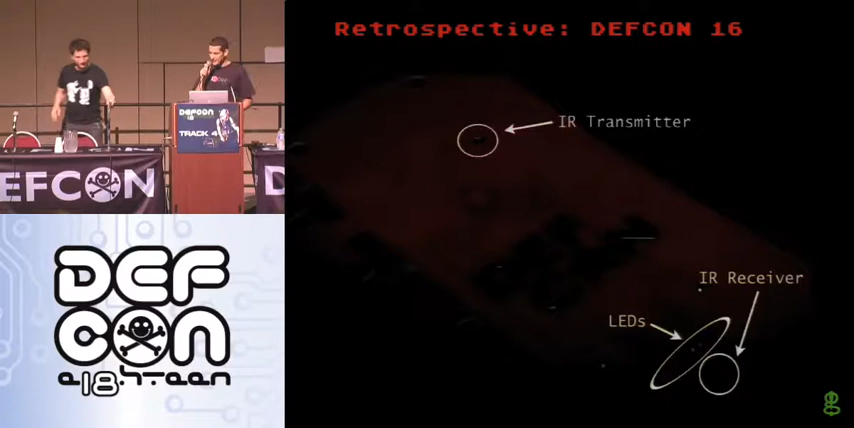 Retrospective: DEFCON 16
IR Transmitter
IR Receiver
LEDs
DEFCON
TRACK 4
DEFCON
D
DEF
CON
e18hteen